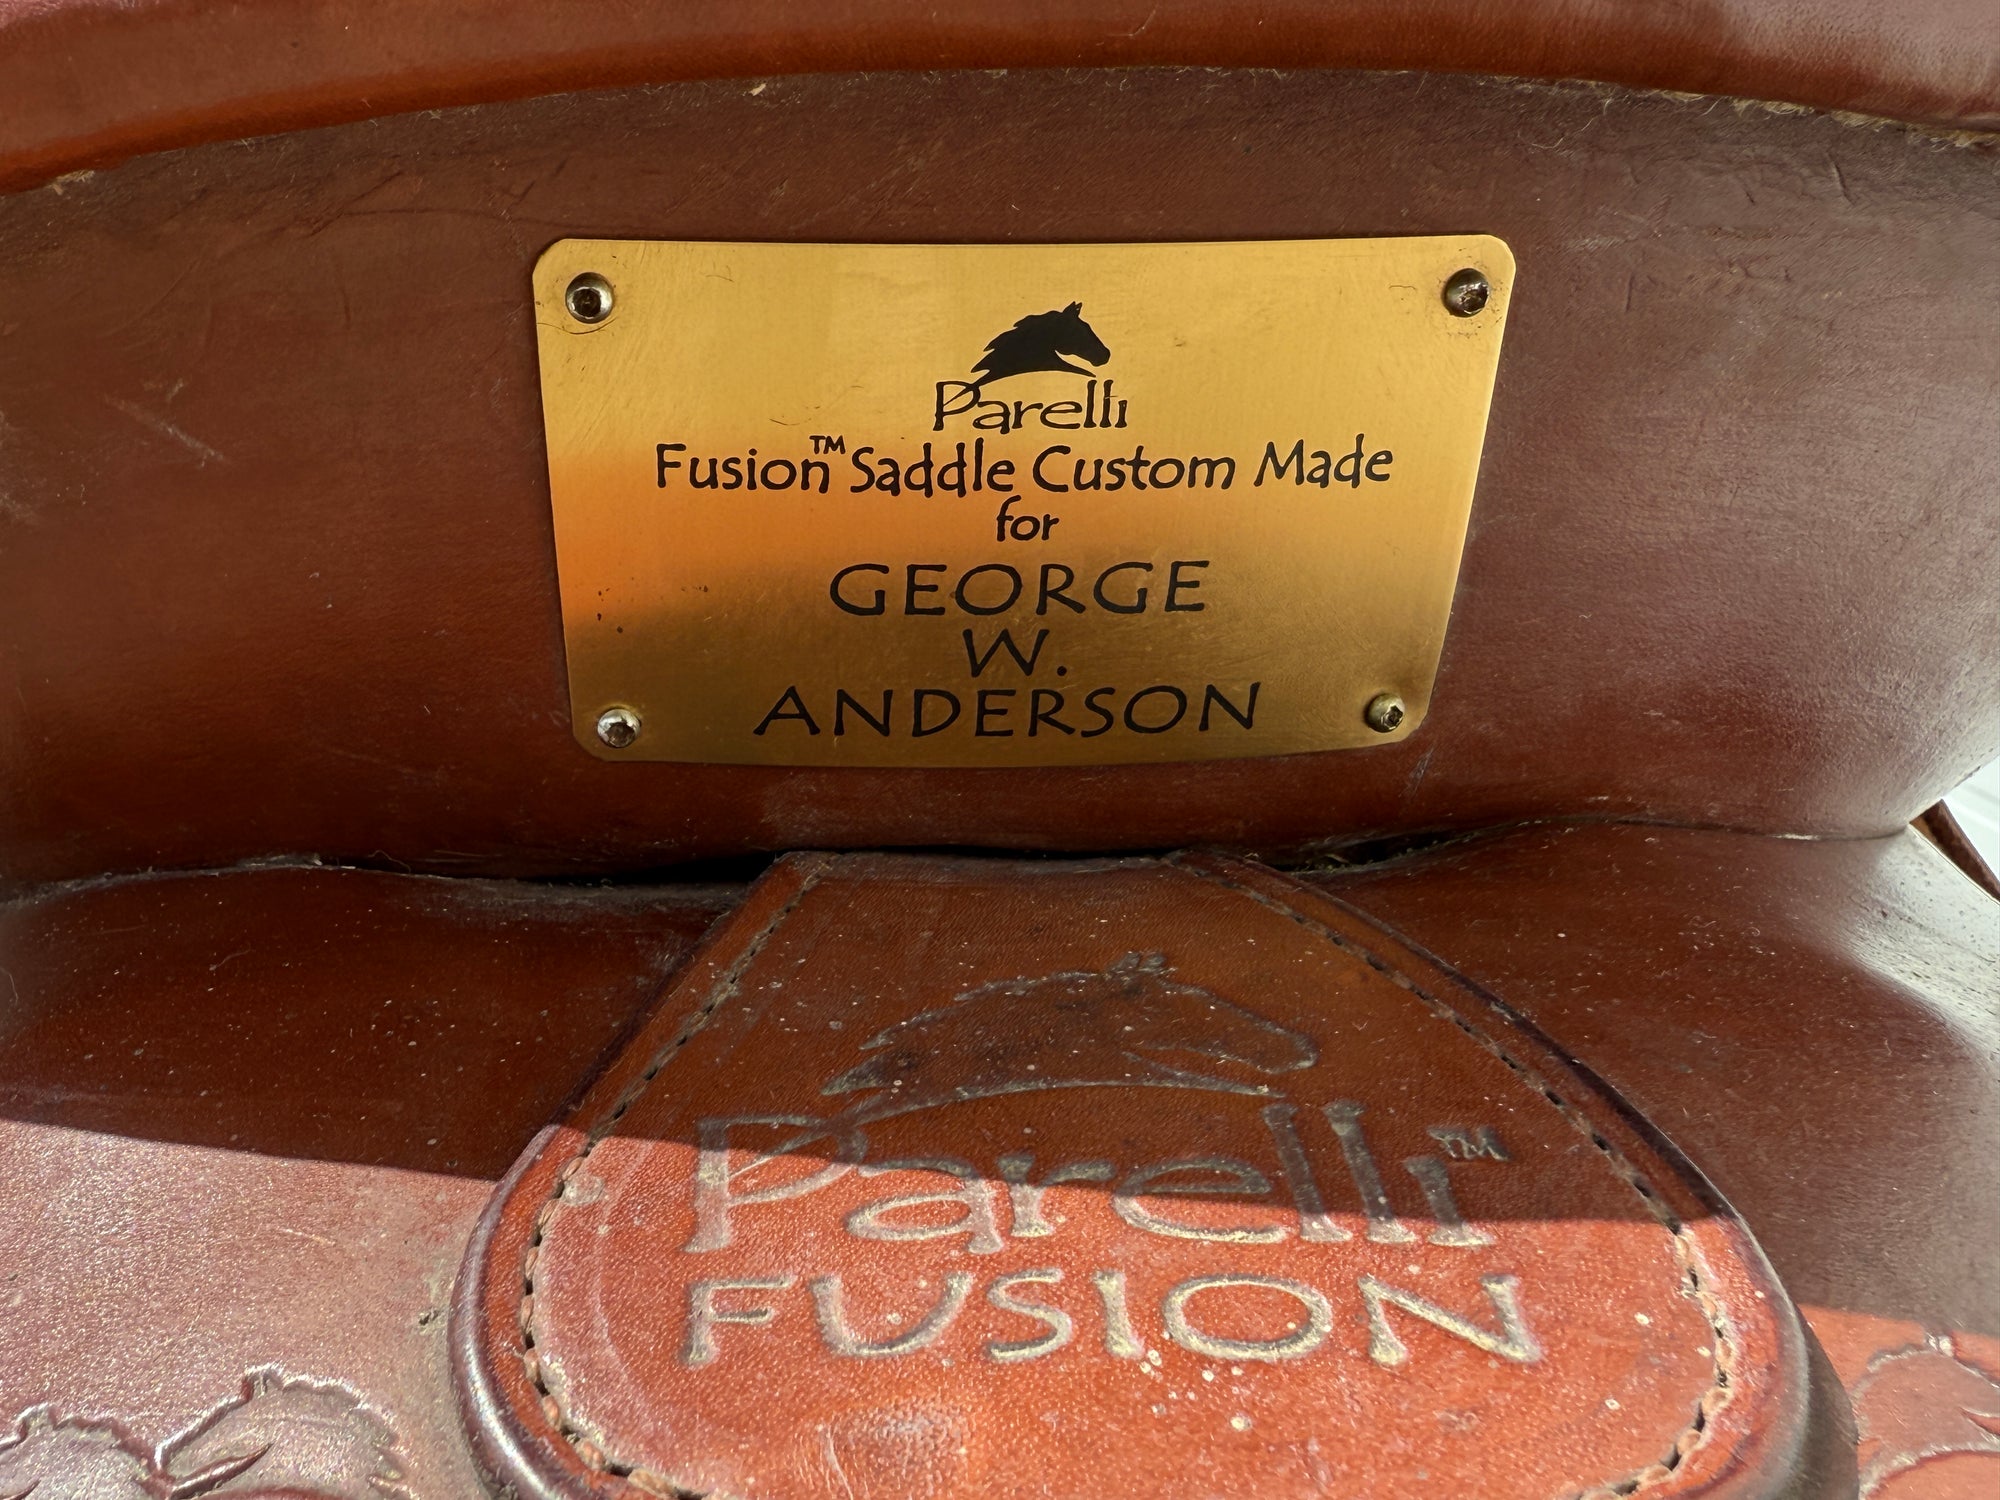 Parelli
Fusion™ Saddle Custom Made
for
GEORGE
W.
ANDERSON
Parelli™
FUSION